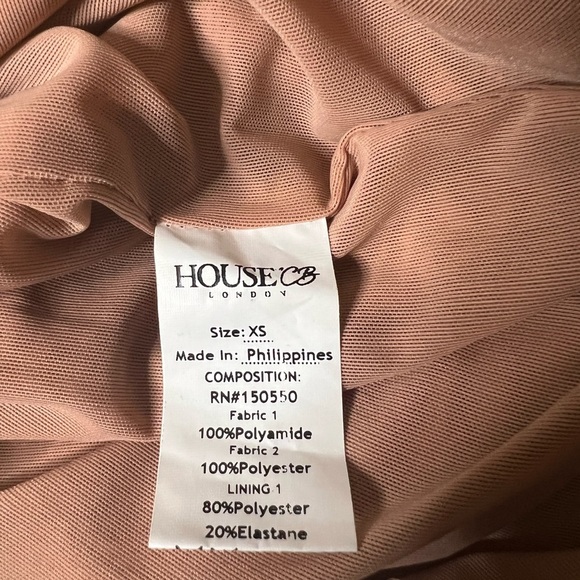 HOUSE OF CB
LONDON
Size: XS
Made In: Philippines
COMPOSITION:
RN#150550
Fabric 1
100%Polyamide
Fabric 2
100%Polyester
LINING 1
80%Polyester
20%Elastane